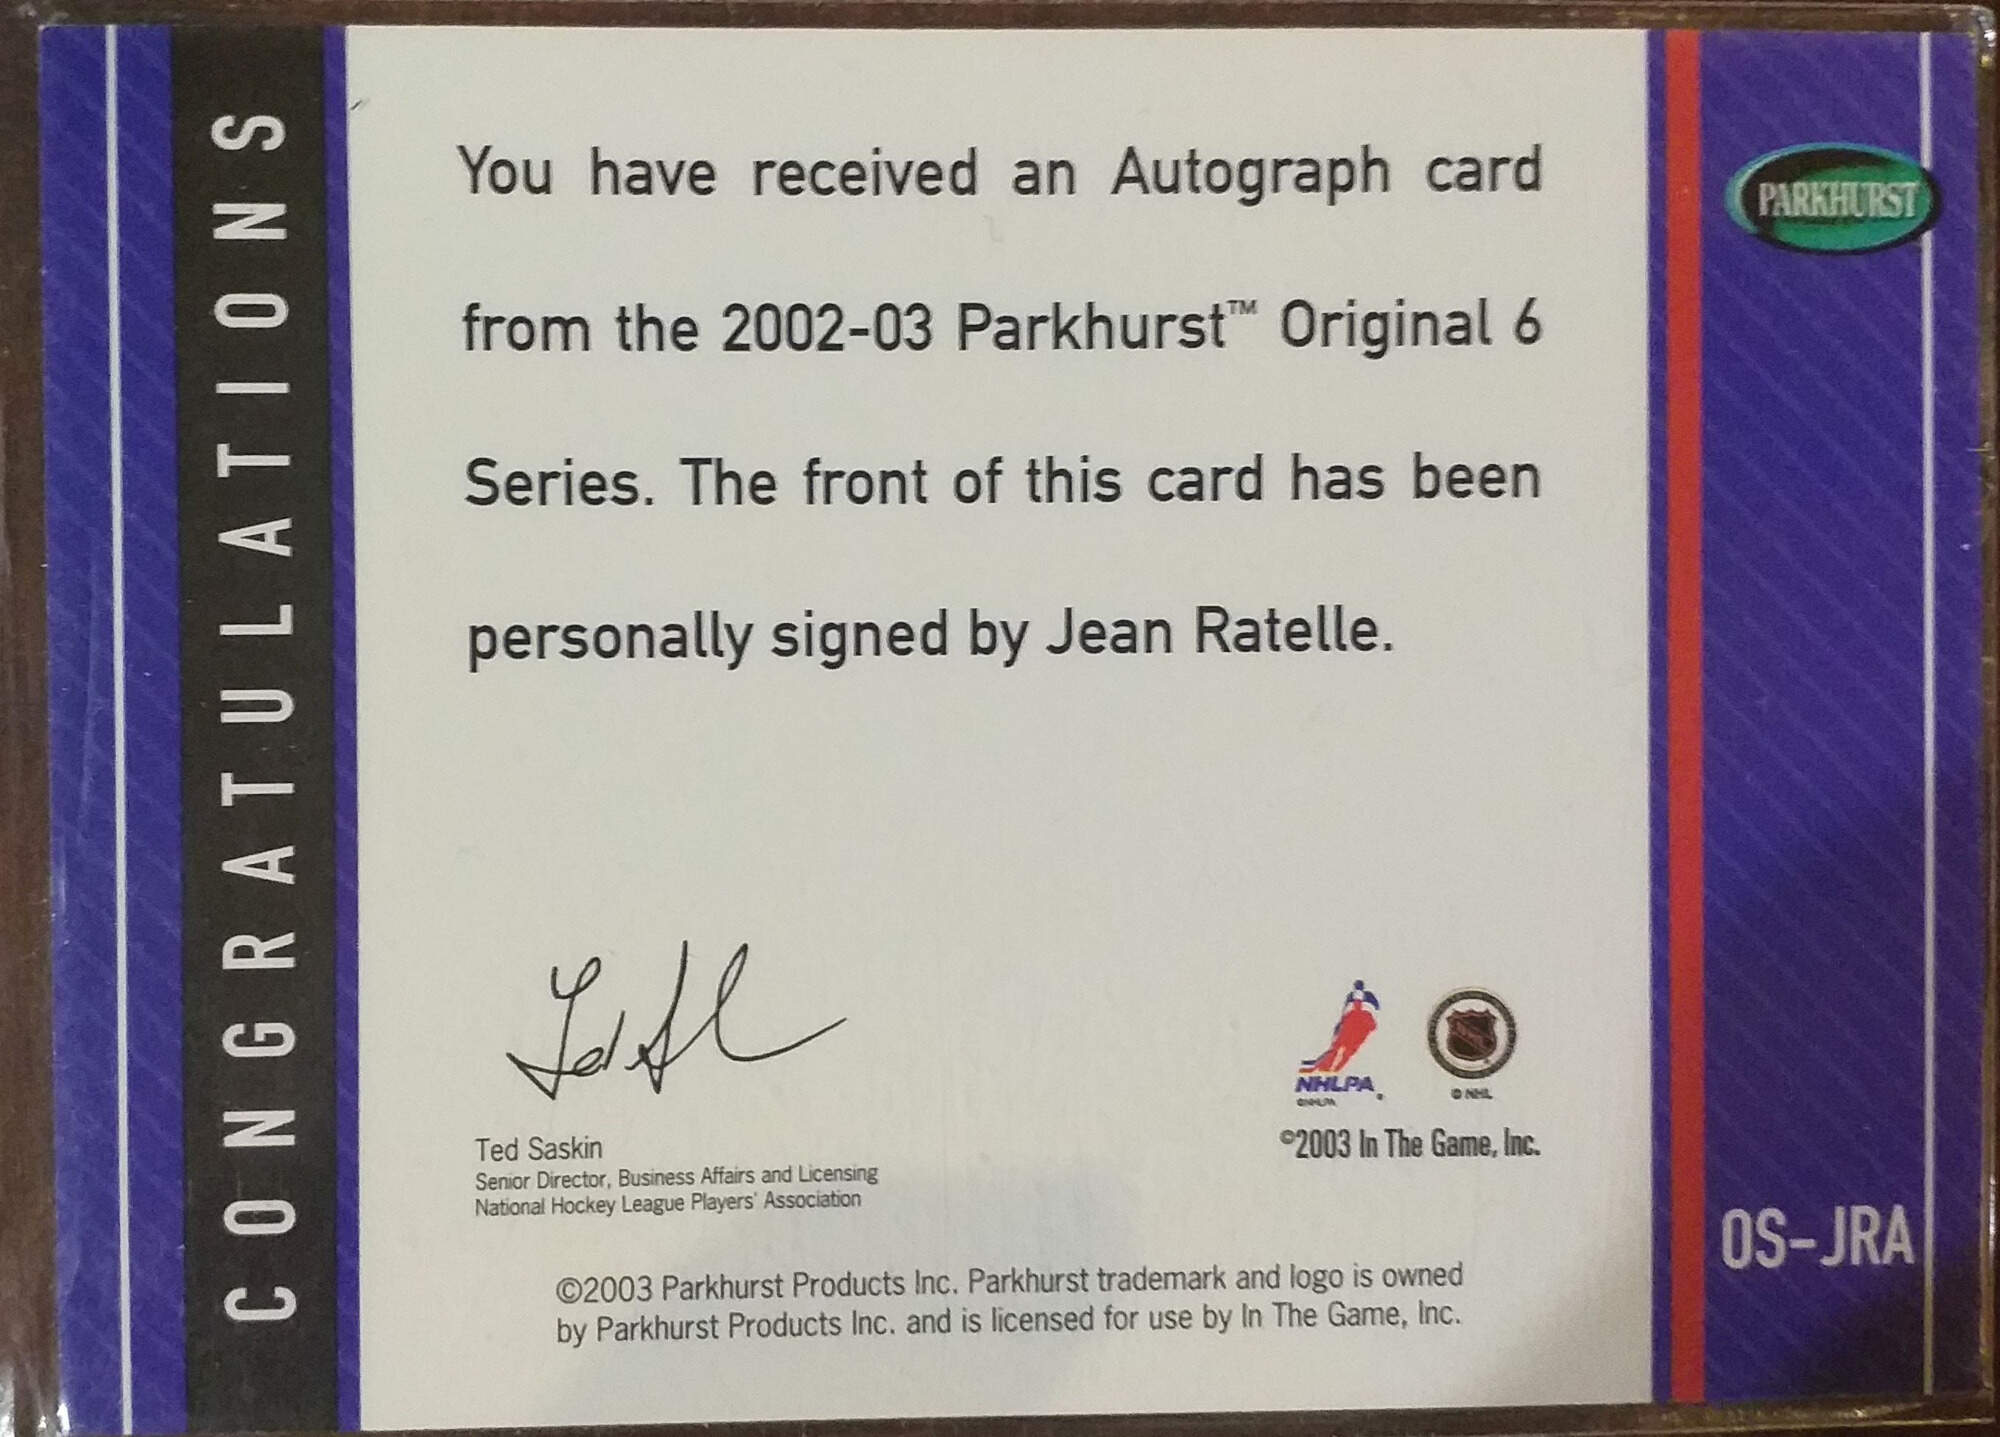 CONGRATULATIONS
You have received an Autograph card
from the 2002-03 Parkhurst™ Original 6
Series. The front of this card has been
personally signed by Jean Ratelle.
PARKHURST
Ted Saskin
Senior Director, Business Affairs and Licensing
National Hockey League Players' Association
NHLPA
©NHLPA
NHL
© NHL
©2003 In The Game, Inc.
OS-JRA
©2003 Parkhurst Products Inc. Parkhurst trademark and logo is owned
by Parkhurst Products Inc. and is licensed for use by In The Game, Inc.